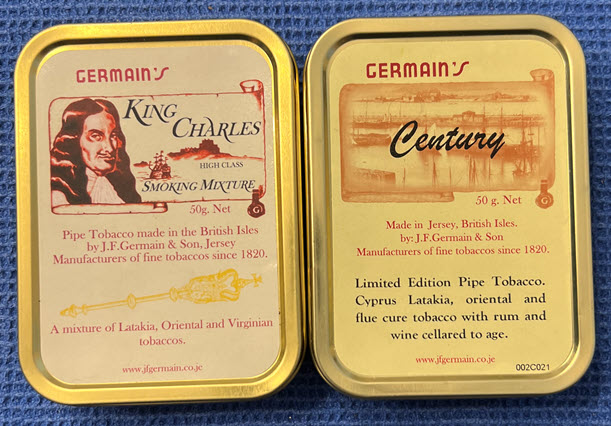 GERMAIN'S
KING
CHARLES
HIGH CLASS
SMOKING MIXTURE
50g. Net
G
Pipe Tobacco made in the British Isles
by J.F.Germain & Son, Jersey
Manufacturers of fine tobaccos since 1820.
A mixture of Latakia, Oriental and Virginian
tobaccos.
www.jfgermain.co.je
GERMAIN'S
Century
50 g. Net
G
Made in Jersey, British Isles.
by: J.F.Germain & Son
Manufacturers of fine tobaccos since 1820.
Limited Edition Pipe Tobacco.
Cyprus Latakia, oriental and
flue cure tobacco with rum and
wine cellared to age.
www.jfgermain.co.je
002C021